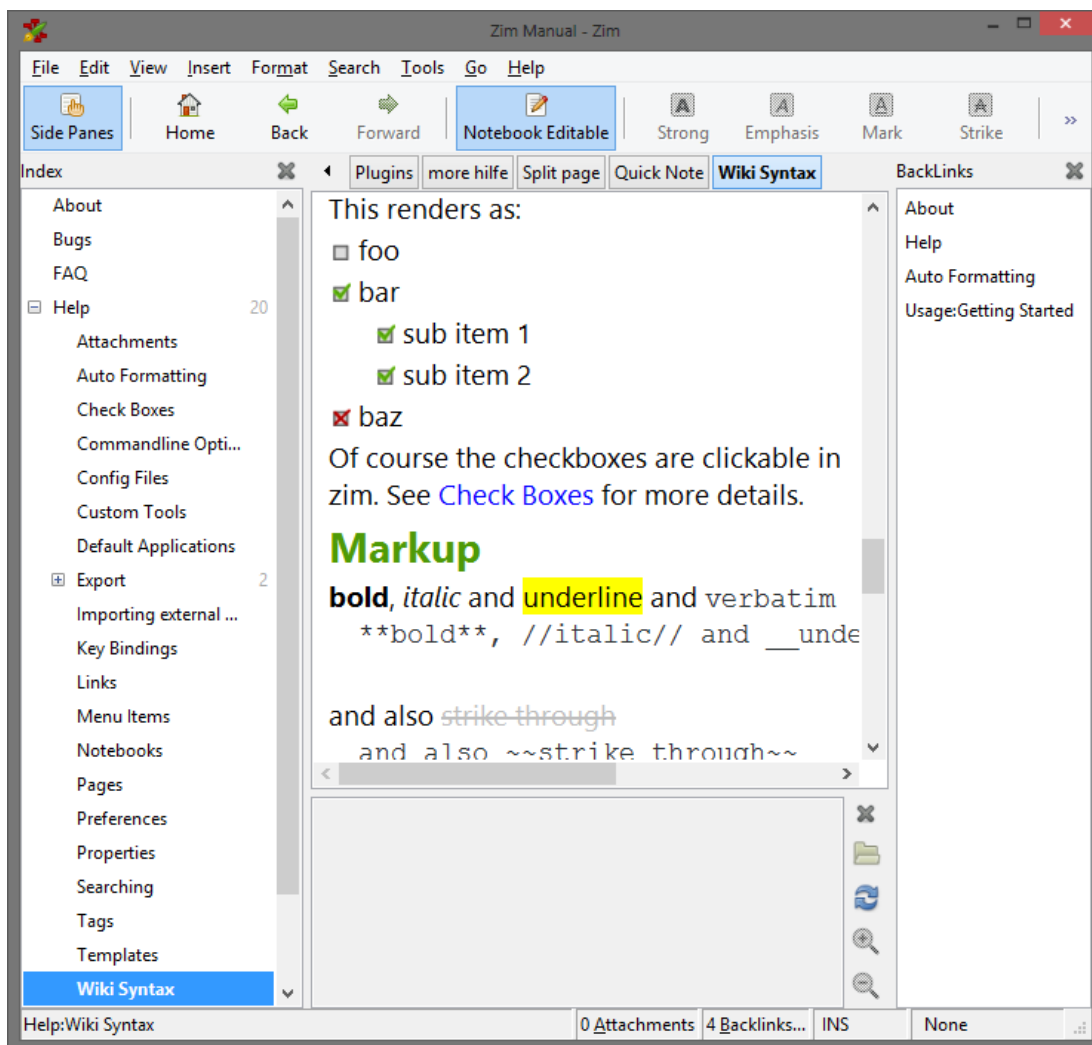 Zim Manual - Zim
File Edit View Insert Format Search Tools Go Help
Side Panes Home Back Forward Notebook Editable Strong Emphasis Mark Strike »
Index
About
Bugs
FAQ
Help 20
Attachments
Auto Formatting
Check Boxes
Commandline Opti...
Config Files
Custom Tools
Default Applications
Export 2
Importing external ...
Key Bindings
Links
Menu Items
Notebooks
Pages
Preferences
Properties
Searching
Tags
Templates
Wiki Syntax
Plugins more hilfe Split page Quick Note Wiki Syntax
This renders as:
foo
bar
sub item 1
sub item 2
baz
Of course the checkboxes are clickable in
zim. See Check Boxes for more details.
Markup
bold, italic and underline and verbatim
**bold**, //italic// and __unde
and also strike through
and also ~~strike through~~
BackLinks
About
Help
Auto Formatting
Usage:Getting Started
Help:Wiki Syntax 0 Attachments 4 Backlinks... INS None